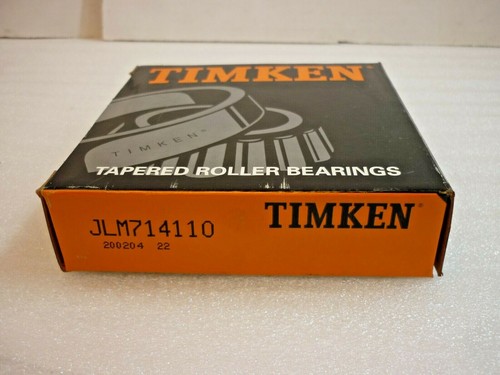 TIMKEN
TIMKEN®
TAPERED ROLLER BEARINGS
JLM714110
200204 22
TIMKEN®